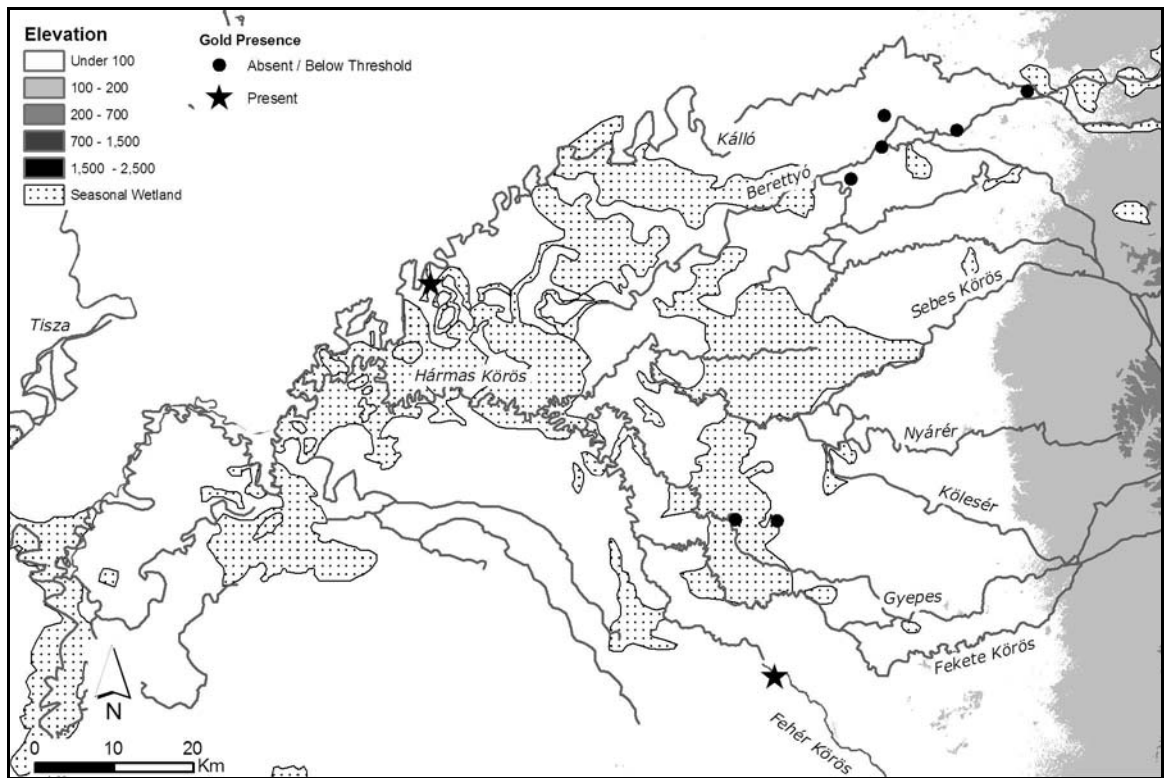 Elevation
Under 100
100 - 200
200 - 700
700 - 1,500
1,500 - 2,500
Seasonal Wetland
Gold Presence
Absent / Below Threshold
Present
Kálló
Berettyó
Sebes Körös
Tisza
Hármas Körös
Nyárér
Kölesér
Gyepes
Fekete Körös
Fehér Körös
N
0 10 20
Km